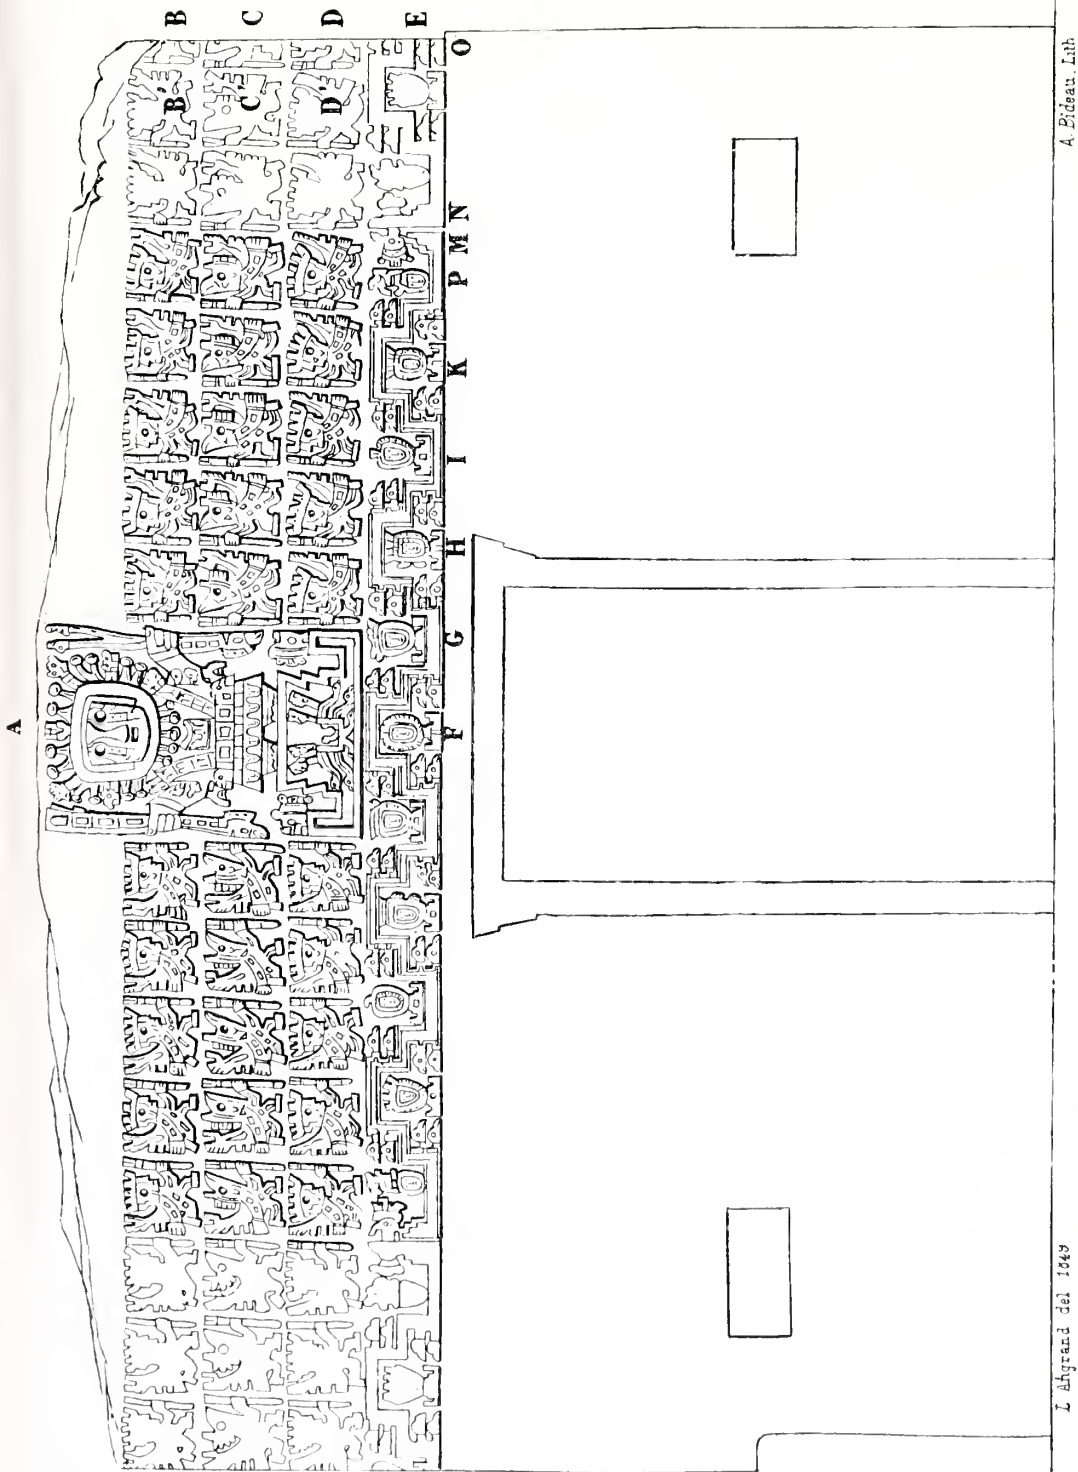 A
B' B
C' C
D' D
E
F G H I K P M N O
L Angrand del 1849
A. Bideau, Lith